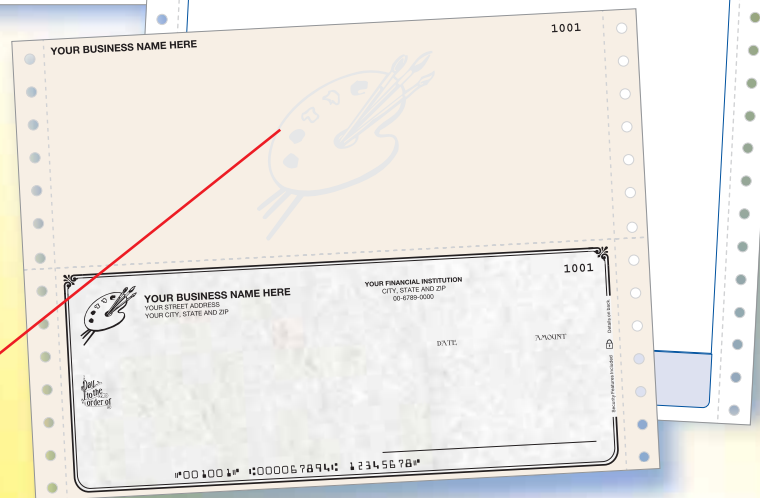 YOUR BUSINESS NAME HERE
1001
1001
YOUR BUSINESS NAME HERE
YOUR STREET ADDRESS
YOUR CITY, STATE AND ZIP
YOUR FINANCIAL INSTITUTION
CITY, STATE AND ZIP
00-6789-0000
DATE
AMOUNT
Pay
to the
order of
Security Features Included
Details on back
⑈001001⑈ ⑆000067894⑆ 12345678⑈